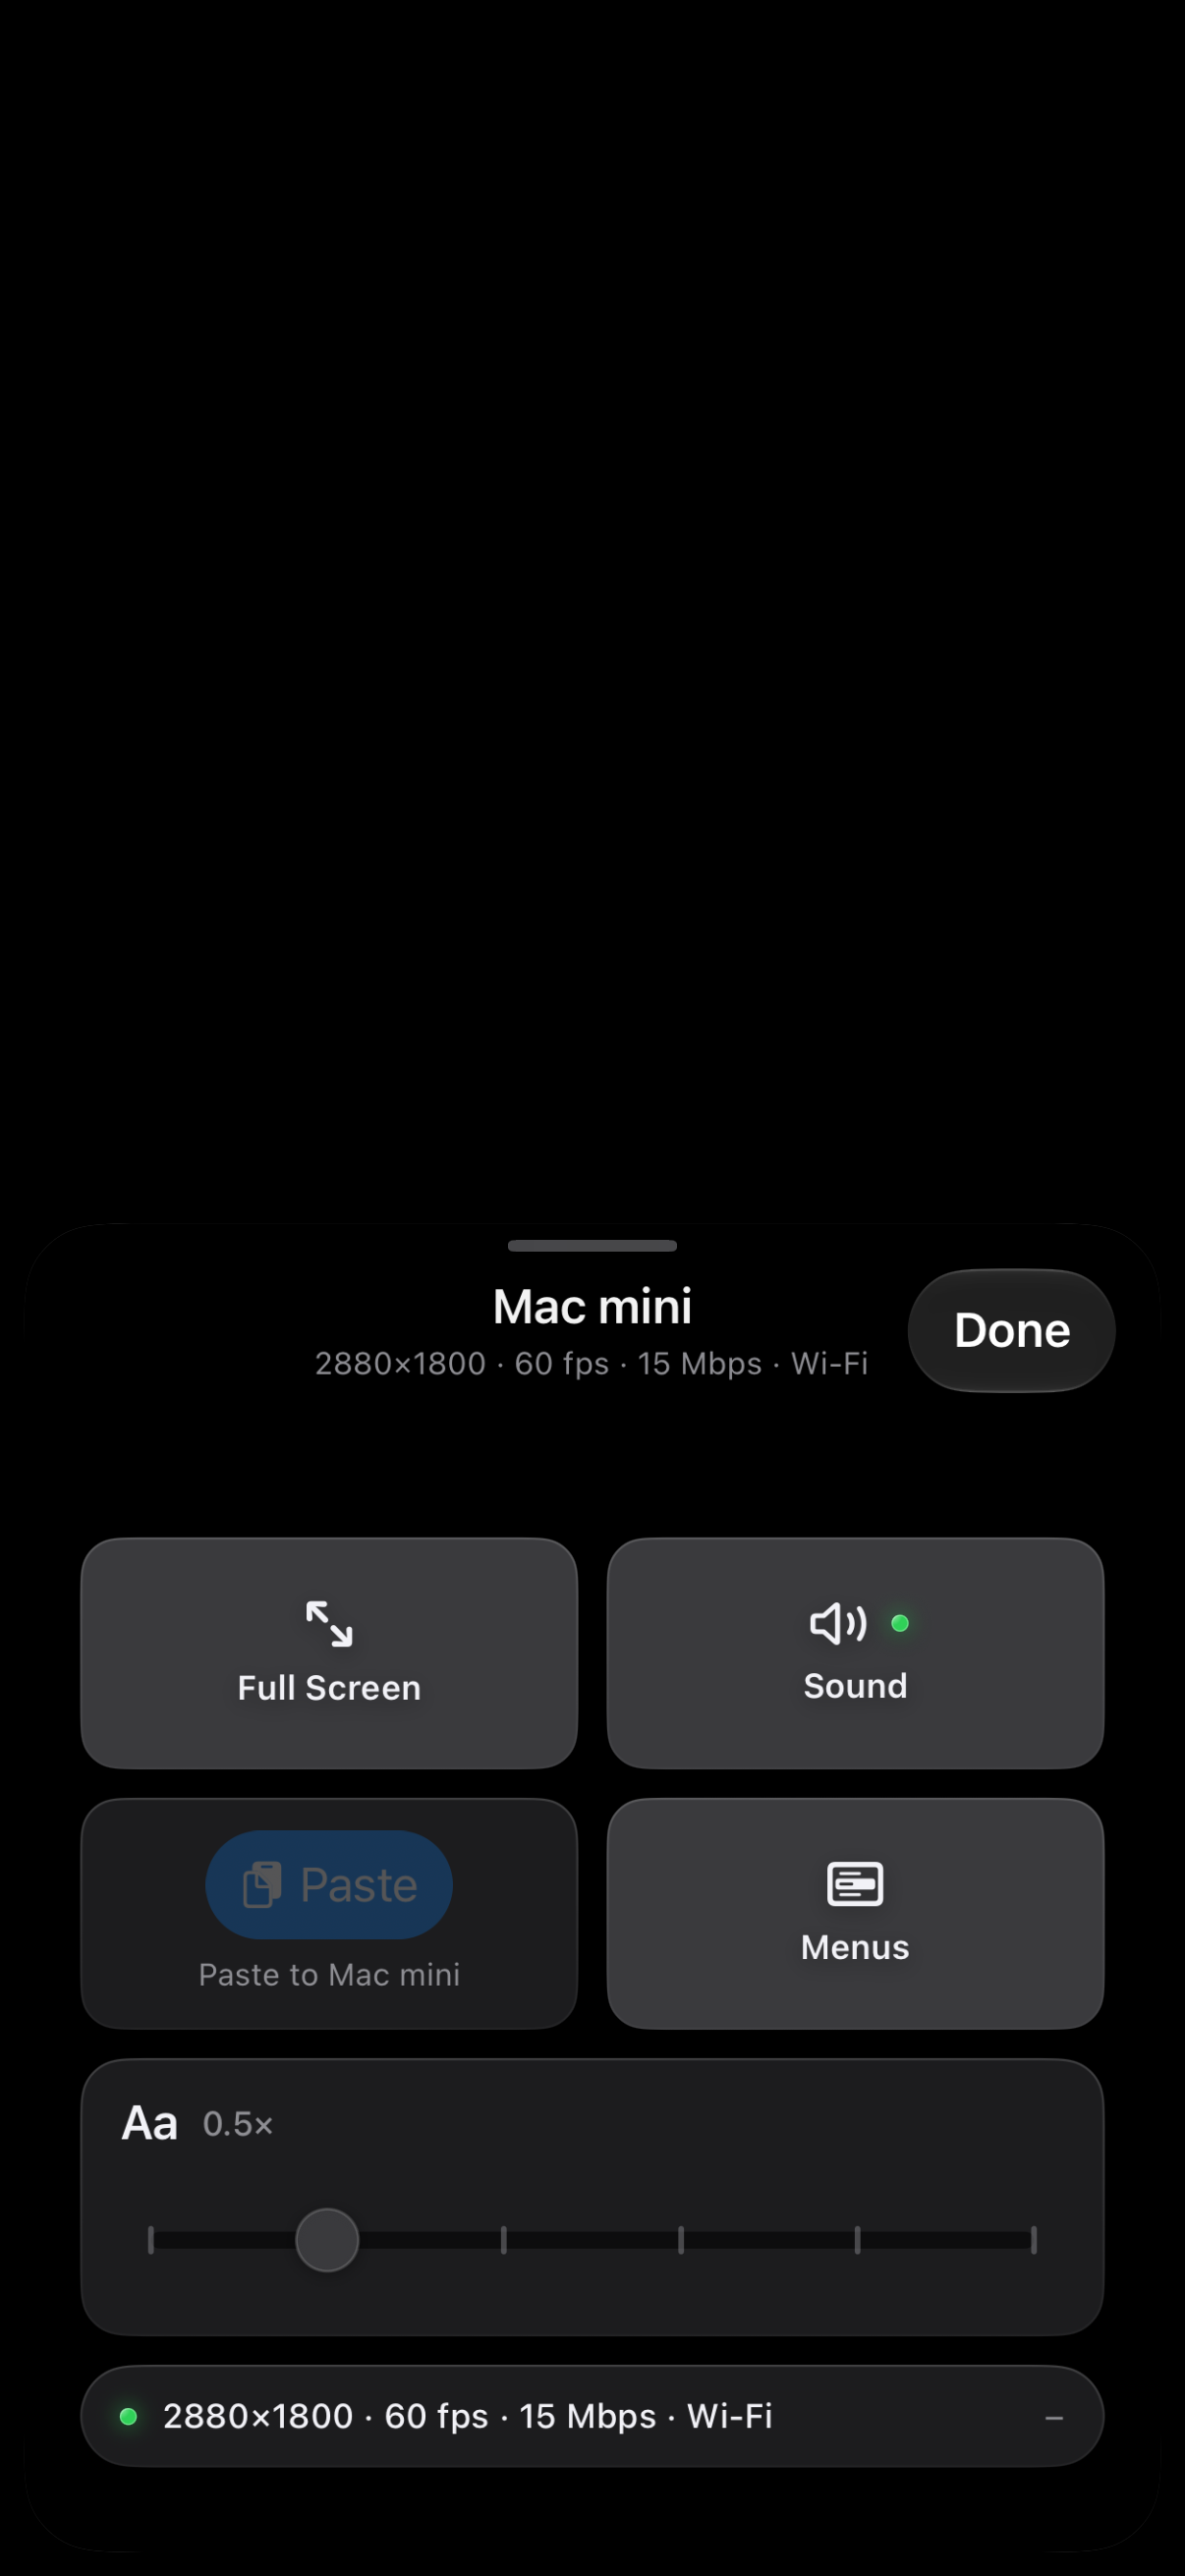 Mac mini
2880×1800 · 60 fps · 15 Mbps · Wi-Fi
Done
Full Screen
Sound
Paste
Paste to Mac mini
Menus
Aa 0.5×
2880×1800 · 60 fps · 15 Mbps · Wi-Fi –